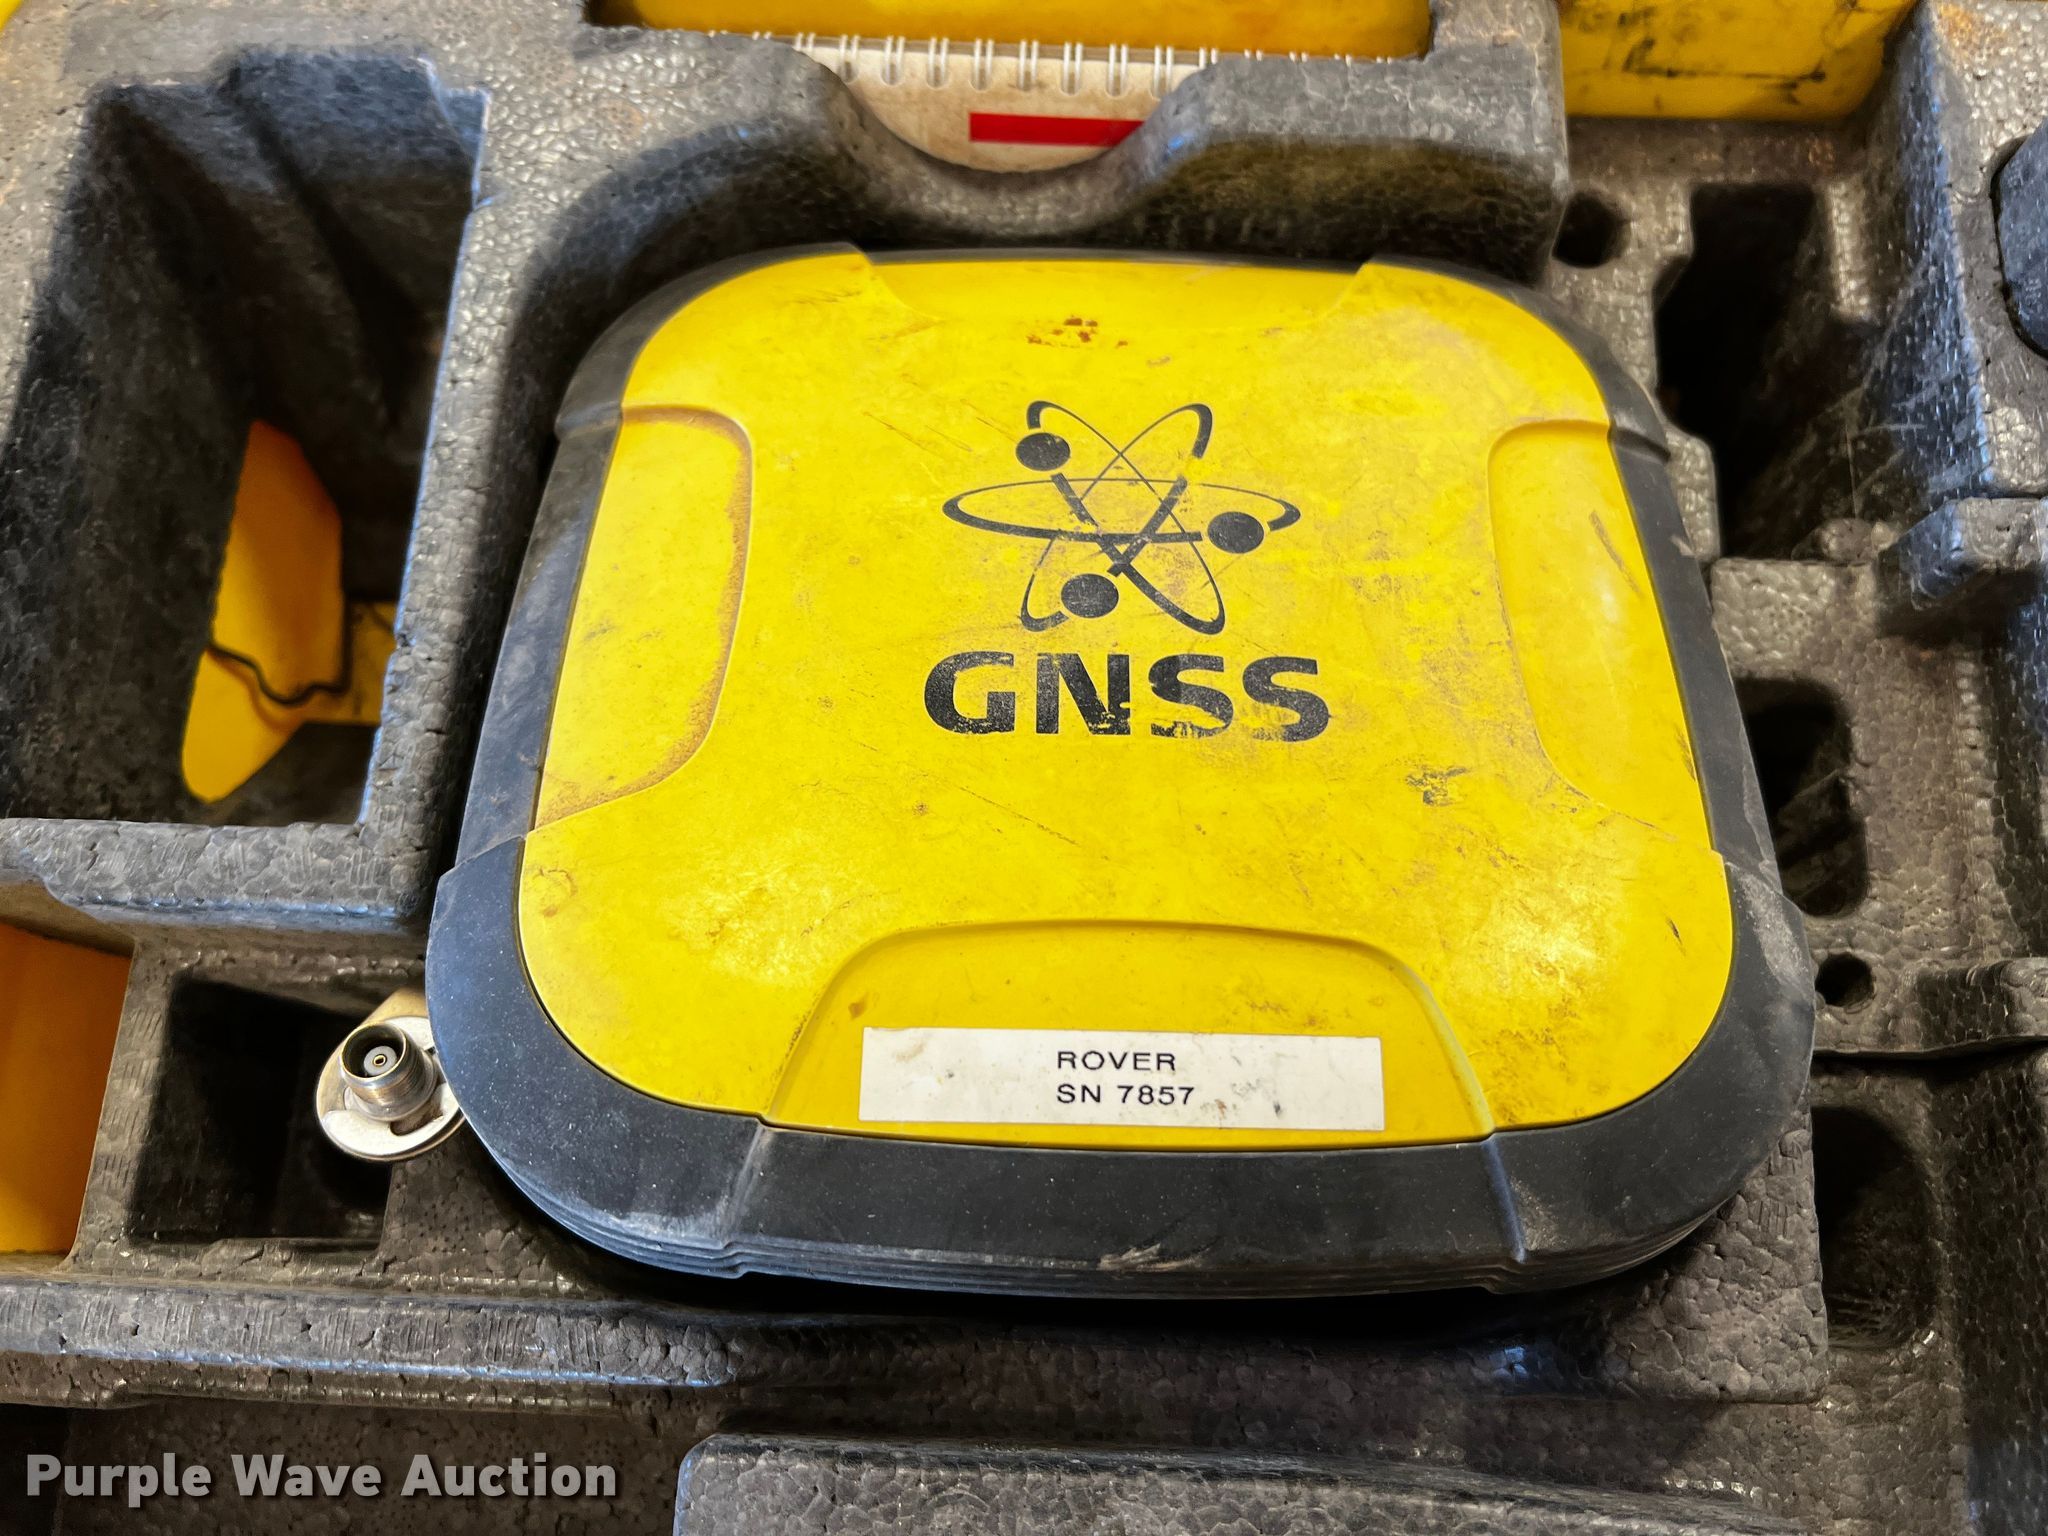 GNSS
ROVER
SN 7857
Purple Wave Auction